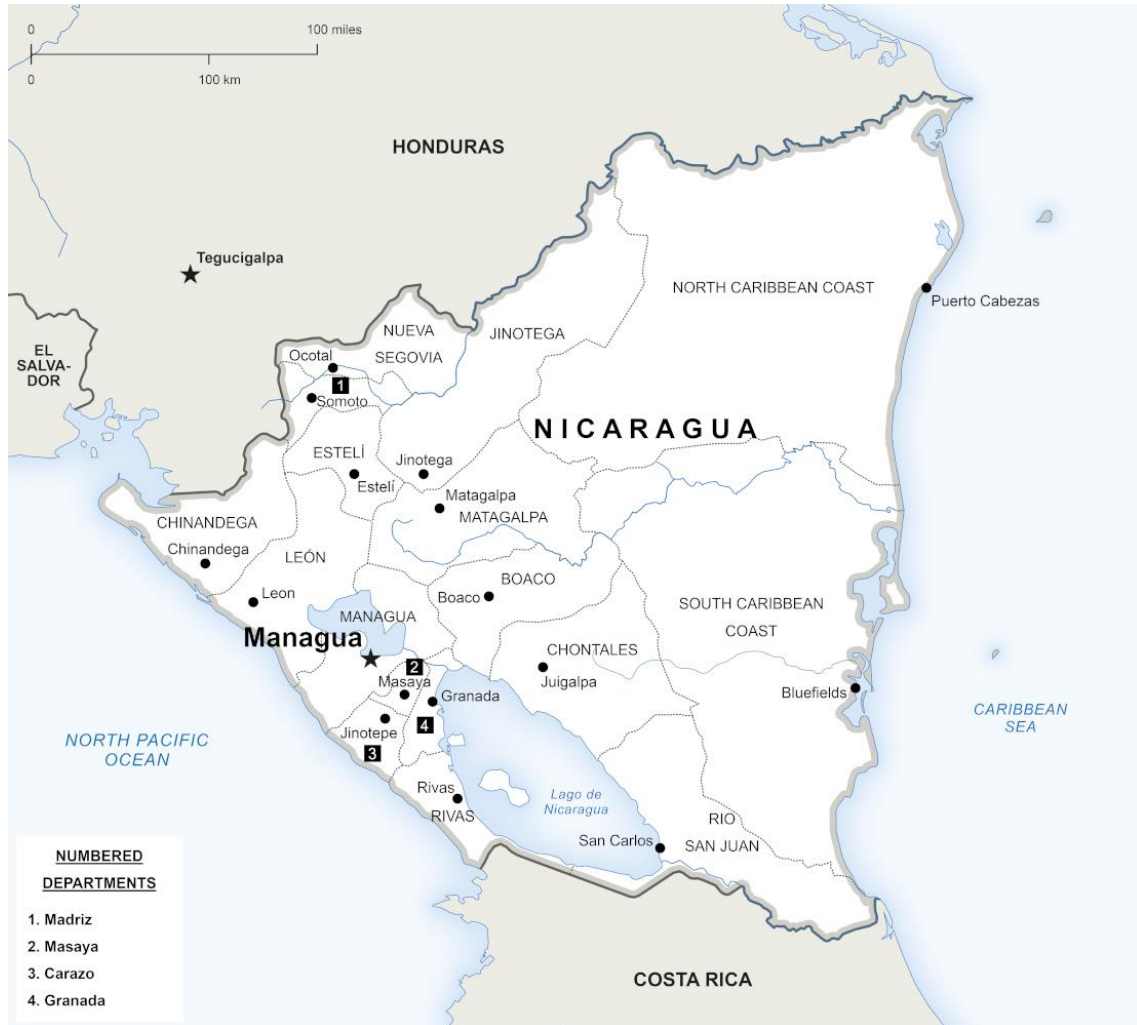 0
100 miles
0
100 km
HONDURAS
Tegucigalpa
EL
SALVA-
DOR
NUEVA
SEGOVIA
JINOTEGA
NORTH CARIBBEAN COAST
Puerto Cabezas
Ocotal
1
Somoto
NICARAGUA
ESTELÍ
Estelí
Jinotega
Matagalpa
MATAGALPA
CHINANDEGA
Chinandega
LEÓN
Leon
BOACO
Boaco
MANAGUA
Managua
SOUTH CARIBBEAN
COAST
CHONTALES
Juigalpa
2
Masaya
Granada
4
Jinotepe
3
Bluefields
CARIBBEAN
SEA
NORTH PACIFIC
OCEAN
Rivas
RIVAS
Lago de
Nicaragua
San Carlos
RIO
SAN JUAN
COSTA RICA
NUMBERED
DEPARTMENTS
1. Madriz
2. Masaya
3. Carazo
4. Granada